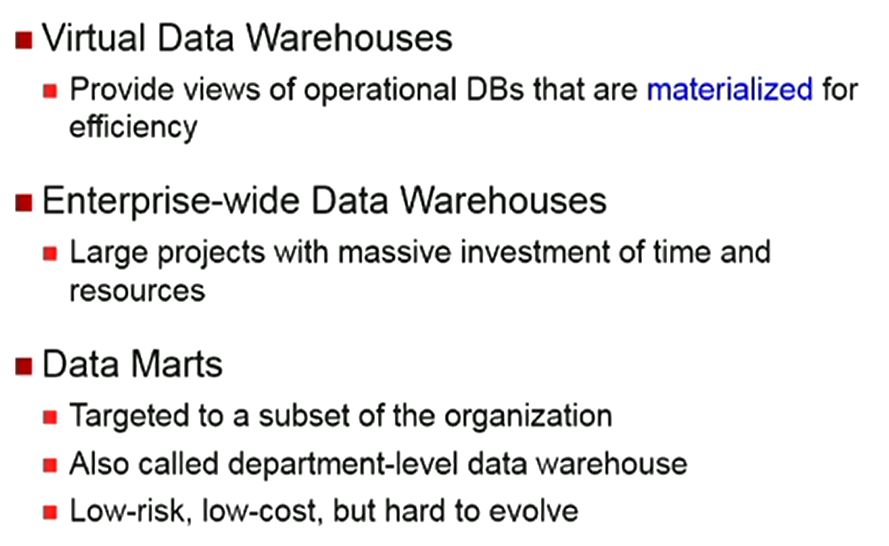 Virtual Data Warehouses
Provide views of operational DBs that are materialized for
efficiency
Enterprise-wide Data Warehouses
Large projects with massive investment of time and
resources
Data Marts
Targeted to a subset of the organization
Also called department-level data warehouse
Low-risk, low-cost, but hard to evolve